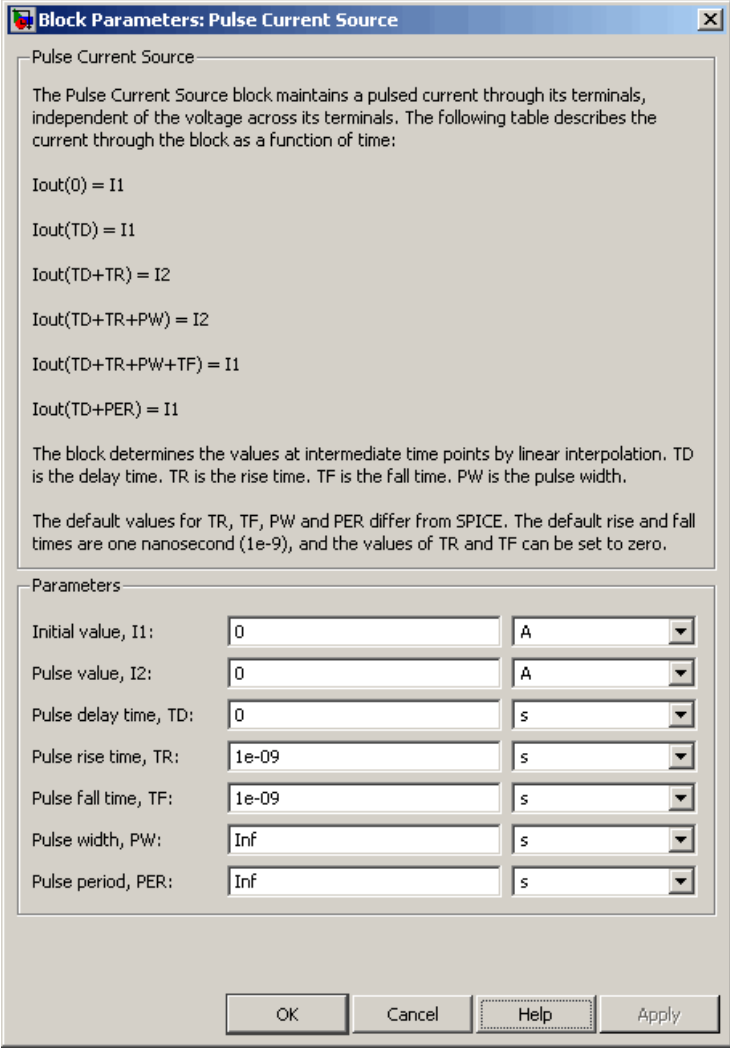 Block Parameters: Pulse Current Source
Pulse Current Source
The Pulse Current Source block maintains a pulsed current through its terminals,
independent of the voltage across its terminals. The following table describes the
current through the block as a function of time:
Iout(0) = I1
Iout(TD) = I1
Iout(TD+TR) = I2
Iout(TD+TR+PW) = I2
Iout(TD+TR+PW+TF) = I1
Iout(TD+PER) = I1
The block determines the values at intermediate time points by linear interpolation. TD
is the delay time. TR is the rise time. TF is the fall time. PW is the pulse width.
The default values for TR, TF, PW and PER differ from SPICE. The default rise and fall
times are one nanosecond (1e-9), and the values of TR and TF can be set to zero.
Parameters
Initial value, I1: 0 A
Pulse value, I2: 0 A
Pulse delay time, TD: 0 s
Pulse rise time, TR: 1e-09 s
Pulse fall time, TF: 1e-09 s
Pulse width, PW: Inf s
Pulse period, PER: Inf s
OK Cancel Help Apply